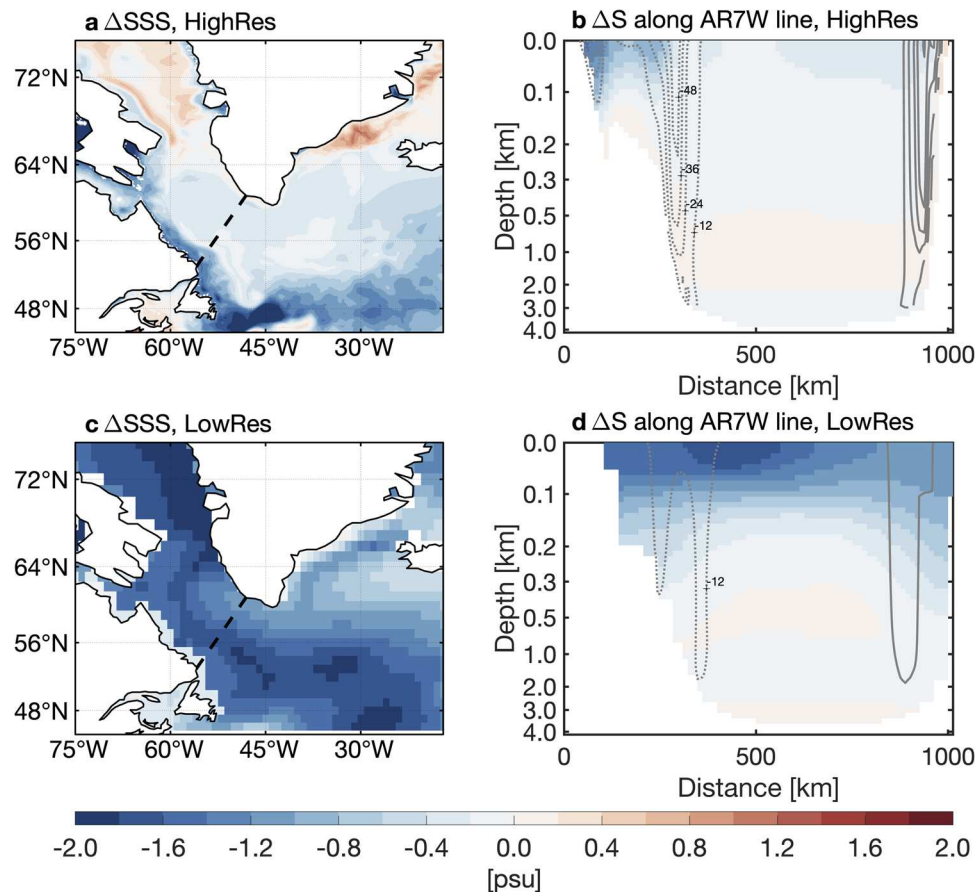 a ΔSSS, HighRes
72°N
64°N
56°N
48°N
75°W 60°W 45°W 30°W
b ΔS along AR7W line, HighRes
0.0
0.1
0.2
0.3
0.5
1.0
2.0
3.0
4.0
Depth [km]
-48
-36
-24
-12
0 500 1000
Distance [km]
c ΔSSS, LowRes
72°N
64°N
56°N
48°N
75°W 60°W 45°W 30°W
d ΔS along AR7W line, LowRes
0.0
0.1
0.2
0.3
0.5
1.0
2.0
3.0
4.0
Depth [km]
-12
0 500 1000
Distance [km]
-2.0 -1.6 -1.2 -0.8 -0.4 0.0 0.4 0.8 1.2 1.6 2.0
[psu]